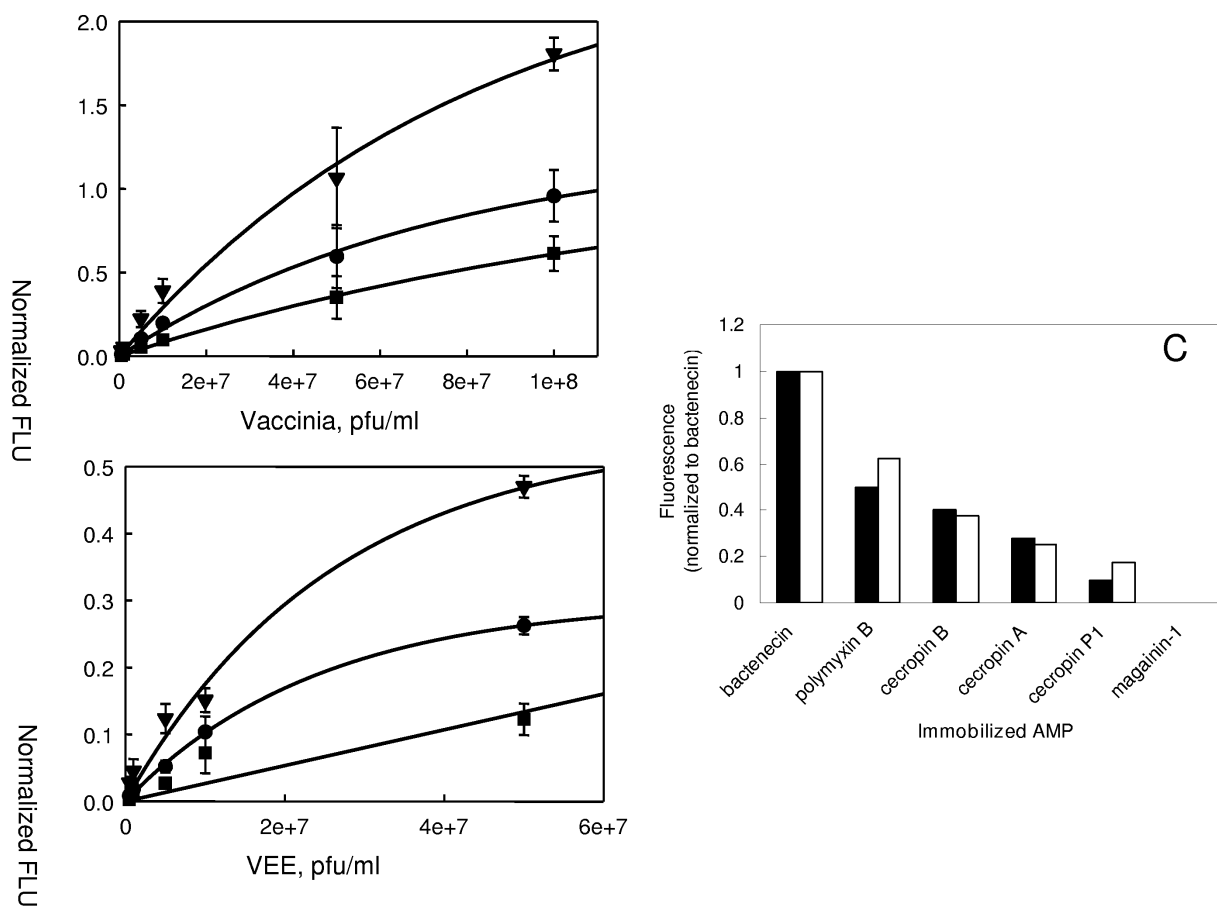 Normalized FLU
2.0
1.5
1.0
0.5
0.0
0
2e+7
4e+7
6e+7
8e+7
1e+8
Vaccinia, pfu/ml
Normalized FLU
0.5
0.4
0.3
0.2
0.1
0.0
0
2e+7
4e+7
6e+7
VEE, pfu/ml
C
Fluorescence
(normalized to bactenecin)
1.2
1
0.8
0.6
0.4
0.2
0
bactenecin
polymyxin B
cecropin B
cecropin A
cecropin P1
magainin-1
Immobilized AMP